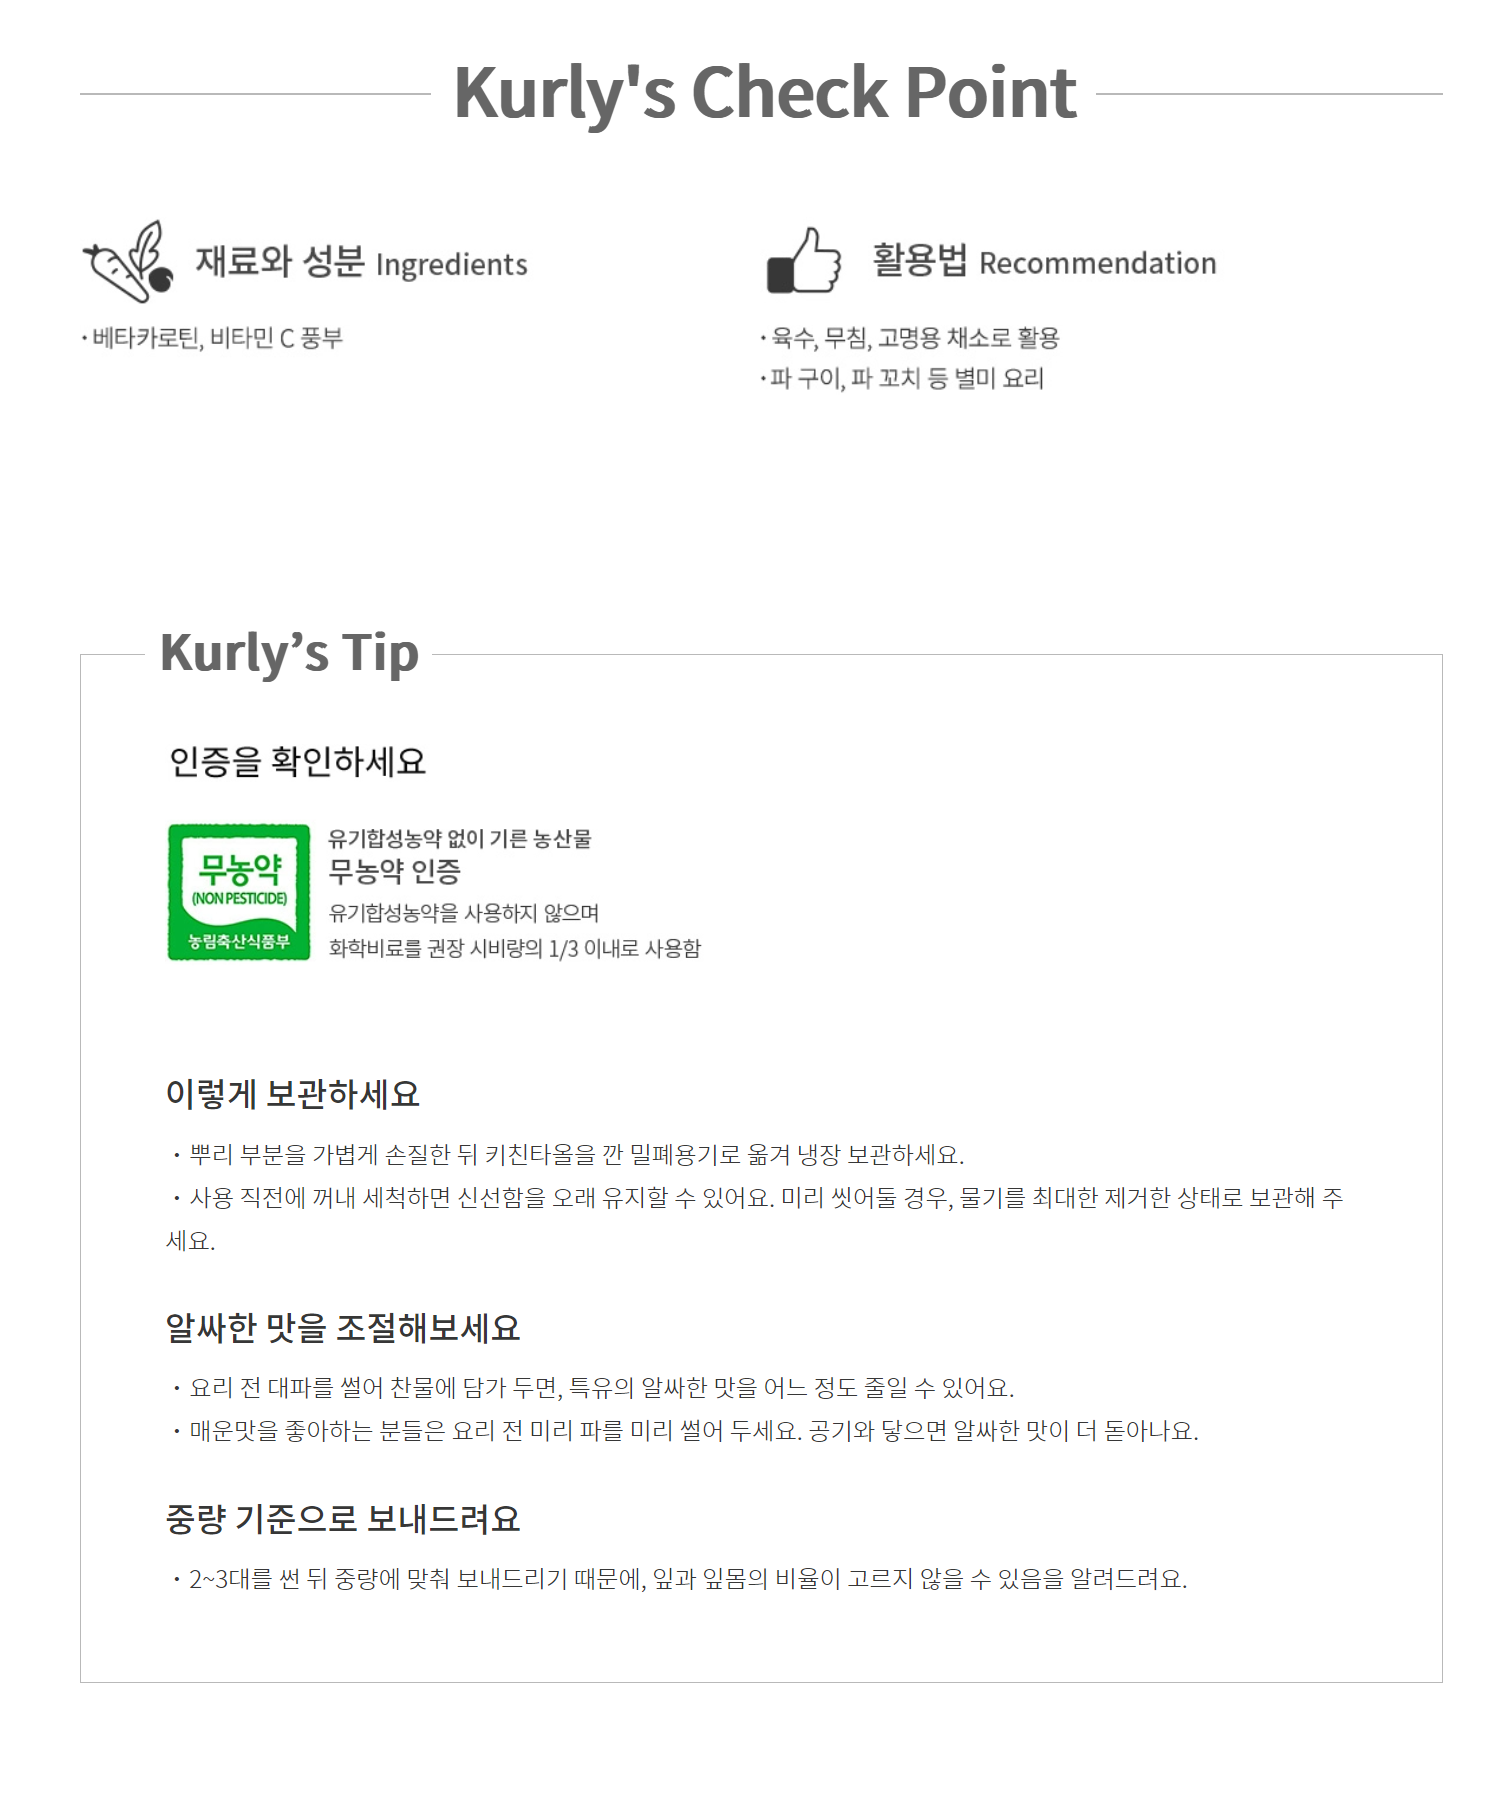 Kurly's Check Point
재료와 성분 Ingredients
· 베타카로틴, 비타민 C 풍부
활용법 Recommendation
· 육수, 무침, 고명용 채소로 활용
· 파 구이, 파 꼬치 등 별미 요리
Kurly’s Tip
인증을 확인하세요
무농약
(NON PESTICIDE)
농림축산식품부
유기합성농약 없이 기른 농산물
무농약 인증
유기합성농약을 사용하지 않으며
화학비료를 권장 시비량의 1/3 이내로 사용함
이렇게 보관하세요
· 뿌리 부분을 가볍게 손질한 뒤 키친타올을 깐 밀폐용기로 옮겨 냉장 보관하세요.
· 사용 직전에 꺼내 세척하면 신선함을 오래 유지할 수 있어요. 미리 씻어둘 경우, 물기를 최대한 제거한 상태로 보관해 주
세요.
알싸한 맛을 조절해보세요
· 요리 전 대파를 썰어 찬물에 담가 두면, 특유의 알싸한 맛을 어느 정도 줄일 수 있어요.
· 매운맛을 좋아하는 분들은 요리 전 미리 파를 미리 썰어 두세요. 공기와 닿으면 알싸한 맛이 더 돋아나요.
중량 기준으로 보내드려요
· 2~3대를 썬 뒤 중량에 맞춰 보내드리기 때문에, 잎과 잎몸의 비율이 고르지 않을 수 있음을 알려드려요.